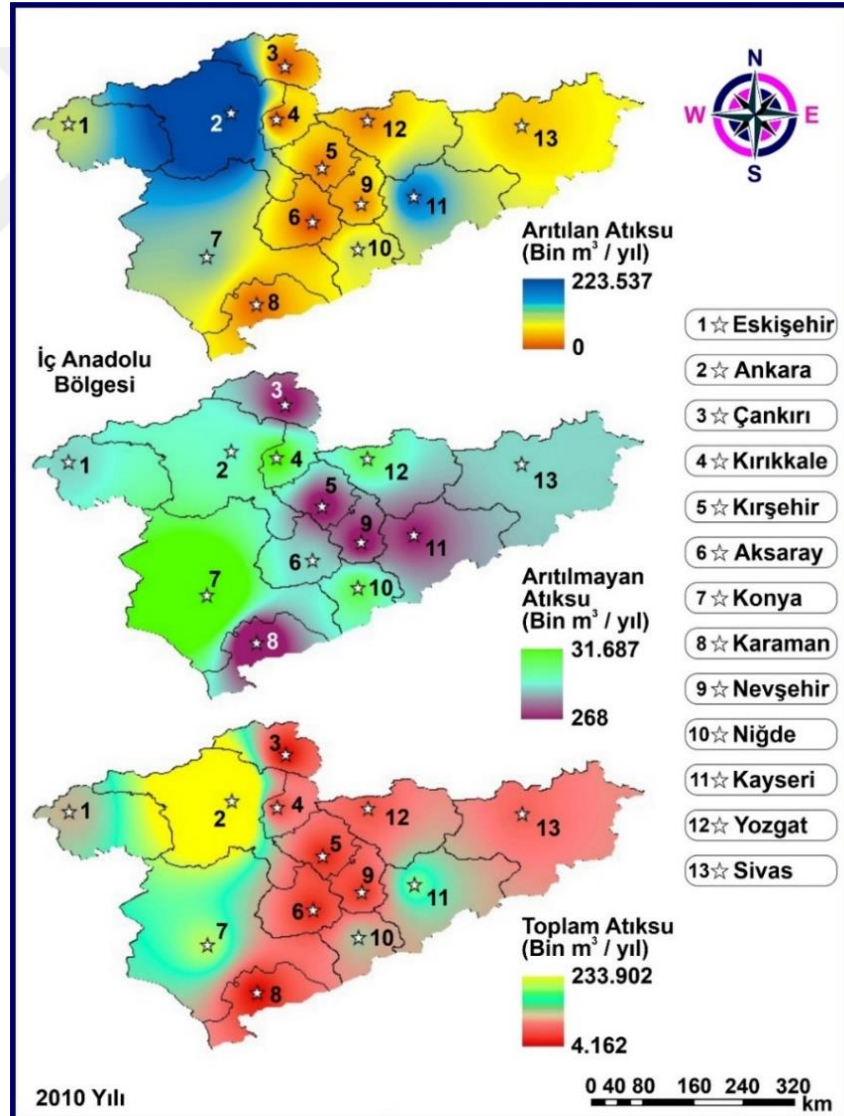 N
W E
S
1
2
3
4
5
6
7
8
9
10
11
12
13
Arıtılan Atıksu
(Bin m³ / yıl)
223.537
0
İç Anadolu
Bölgesi
1
2
3
4
5
6
7
8
9
10
11
12
13
Arıtılmayan
Atıksu
(Bin m³ / yıl)
31.687
268
1
2
3
4
5
6
7
8
9
10
11
12
13
Toplam Atıksu
(Bin m³ / yıl)
233.902
4.162
1 ☆ Eskişehir
2 ☆ Ankara
3 ☆ Çankırı
4 ☆ Kırıkkale
5 ☆ Kırşehir
6 ☆ Aksaray
7 ☆ Konya
8 ☆ Karaman
9 ☆ Nevşehir
10 ☆ Niğde
11 ☆ Kayseri
12 ☆ Yozgat
13 ☆ Sivas
2010 Yılı
0 40 80 160 240 320
km